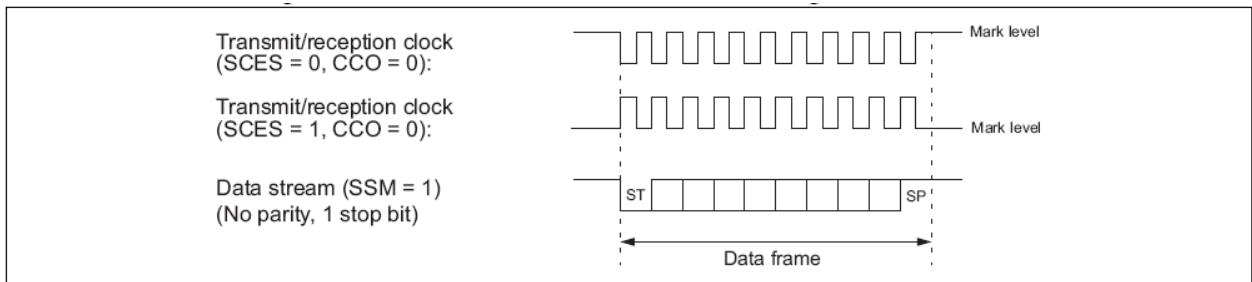 Transmit/reception clock
(SCES = 0, CCO = 0):
Mark level
Transmit/reception clock
(SCES = 1, CCO = 0):
Mark level
Data stream (SSM = 1)
(No parity, 1 stop bit)
ST
SP
Data frame